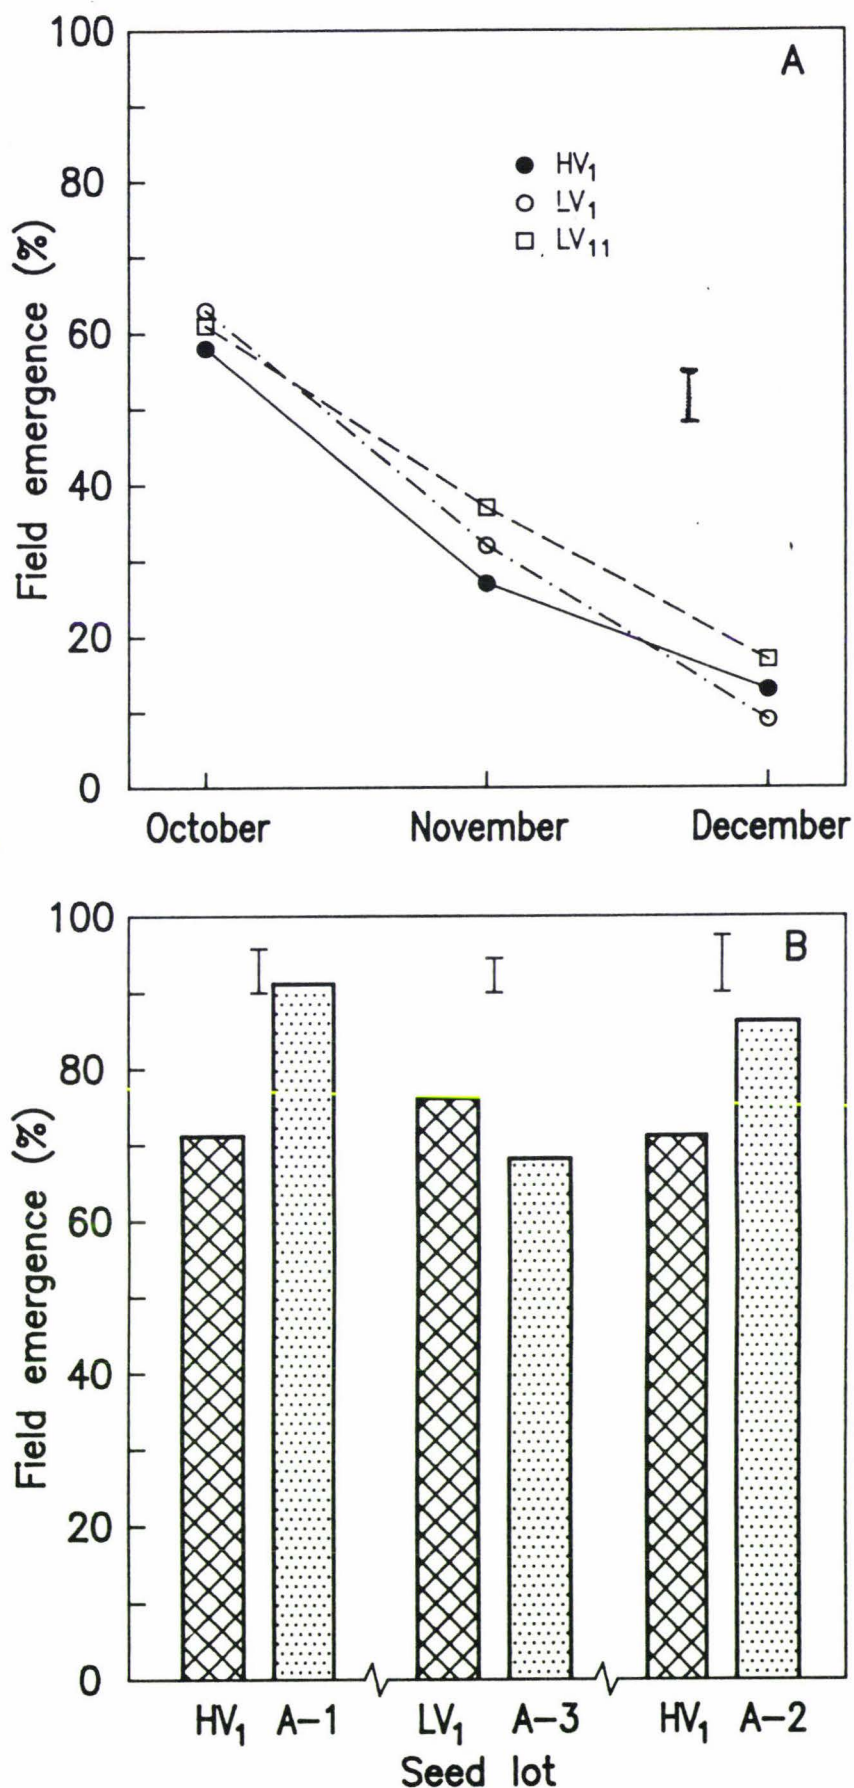 100
A
80
HV₁
LV₁
LV₁₁
60
40
20
0
Field emergence (%)
October November December
100
B
80
60
40
20
0
Field emergence (%)
HV₁ A-1 LV₁ A-3 HV₁ A-2
Seed lot